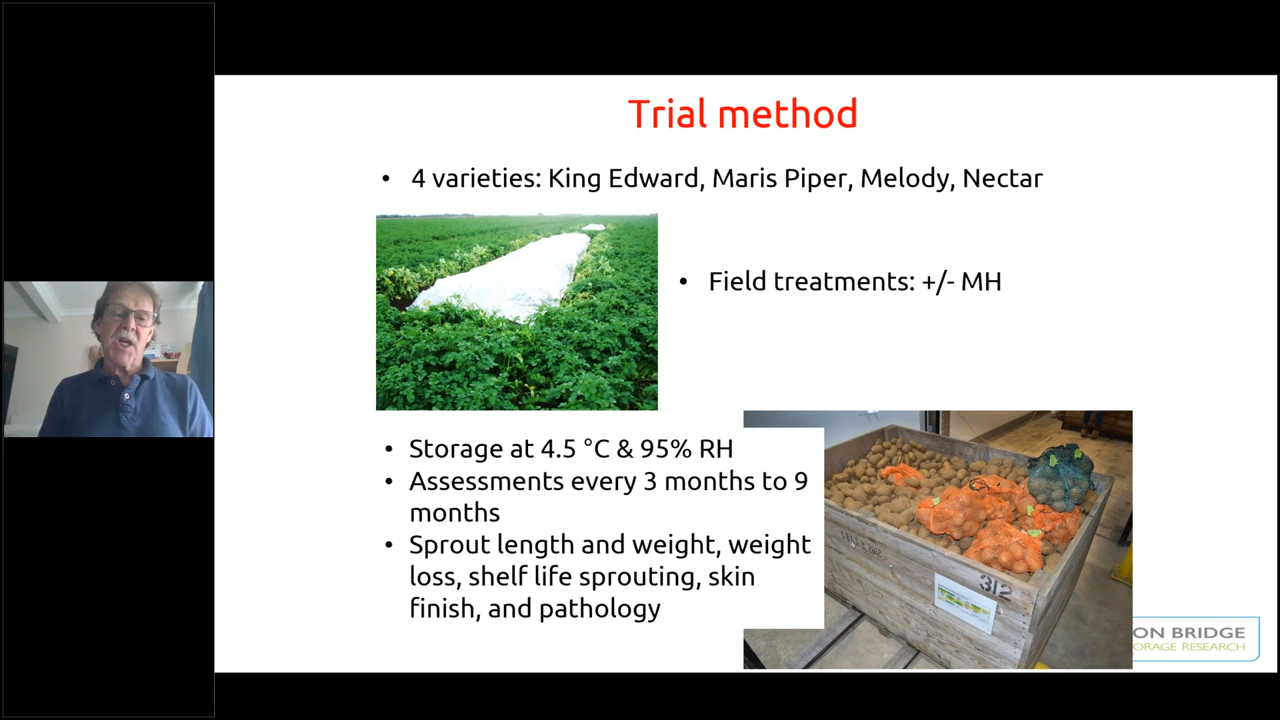 Trial method
• 4 varieties: King Edward, Maris Piper, Melody, Nectar
• Field treatments: +/- MH
• Storage at 4.5 °C & 95% RH
• Assessments every 3 months to 9
months
• Sprout length and weight, weight
loss, shelf life sprouting, skin
finish, and pathology
312
ON BRIDGE
ORAGE RESEARCH